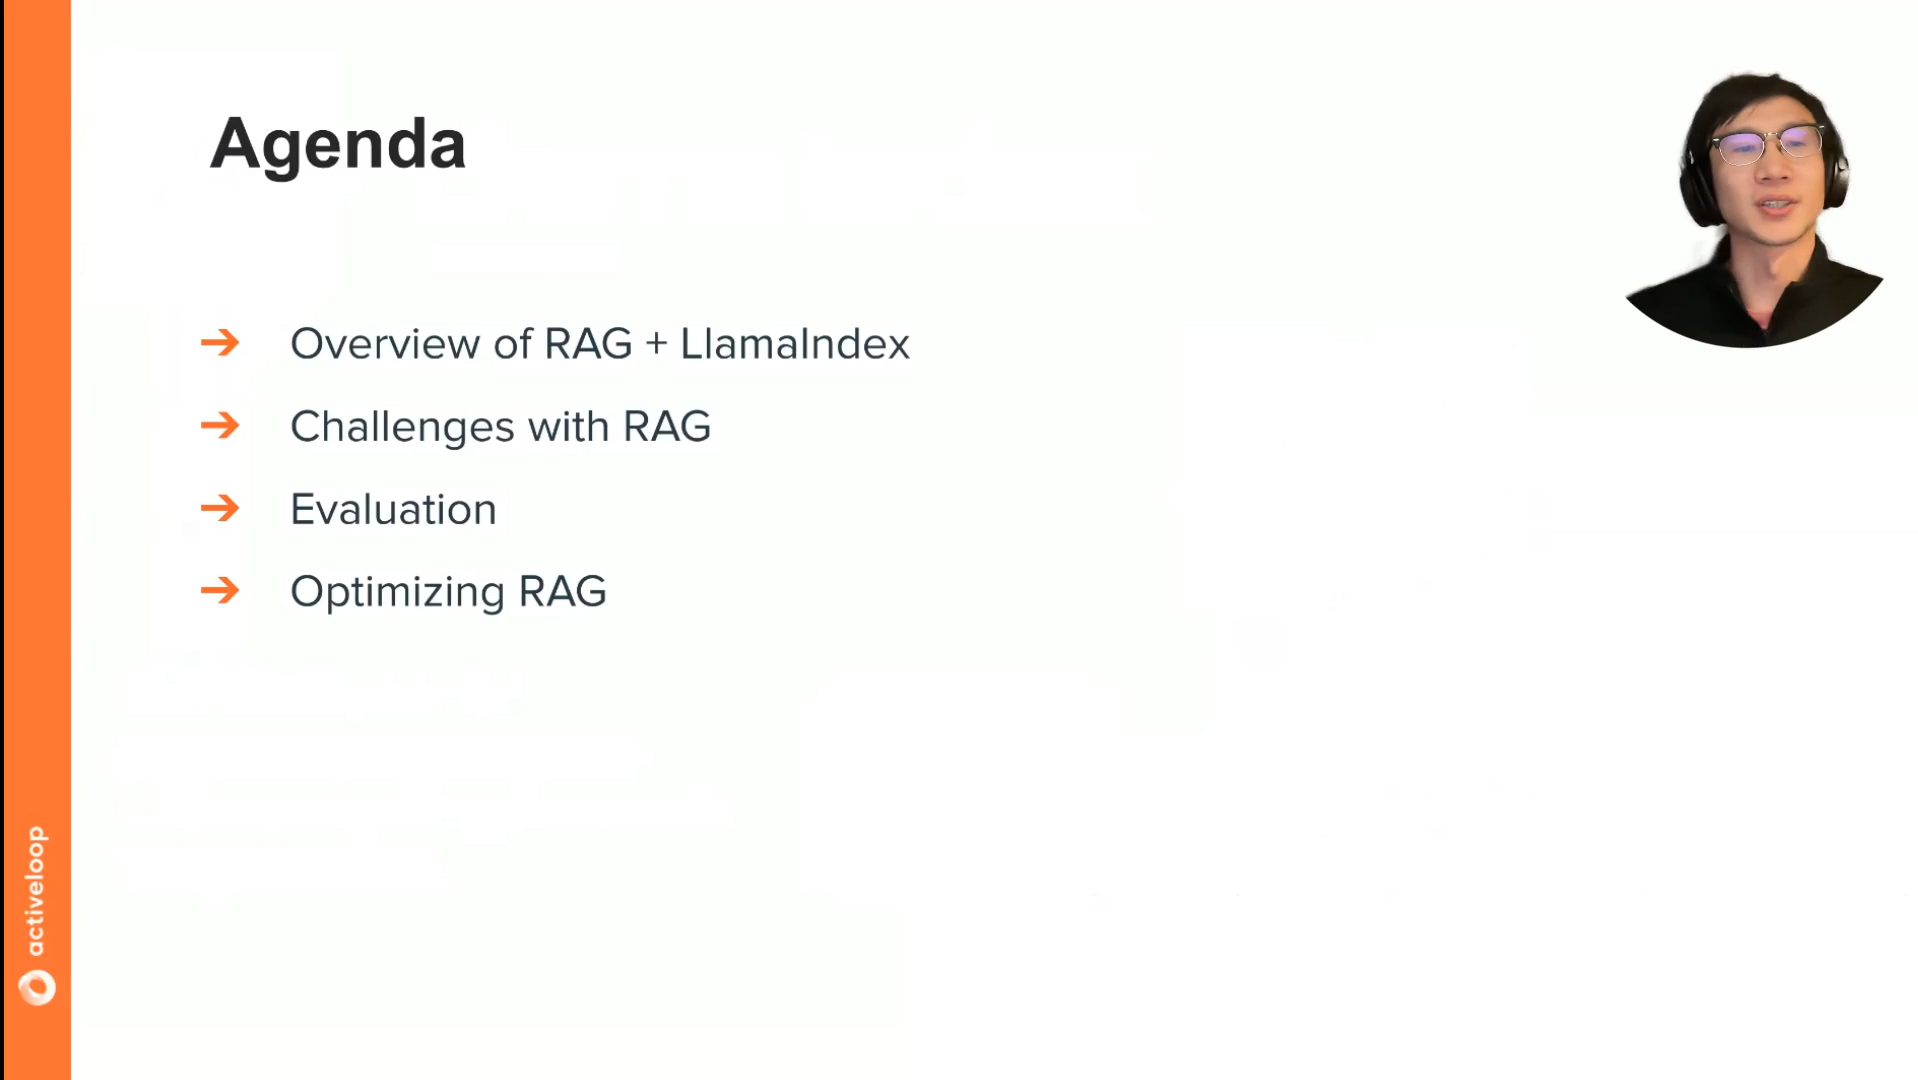 Agenda
➔ Overview of RAG + LlamaIndex
➔ Challenges with RAG
➔ Evaluation
➔ Optimizing RAG
activeloop